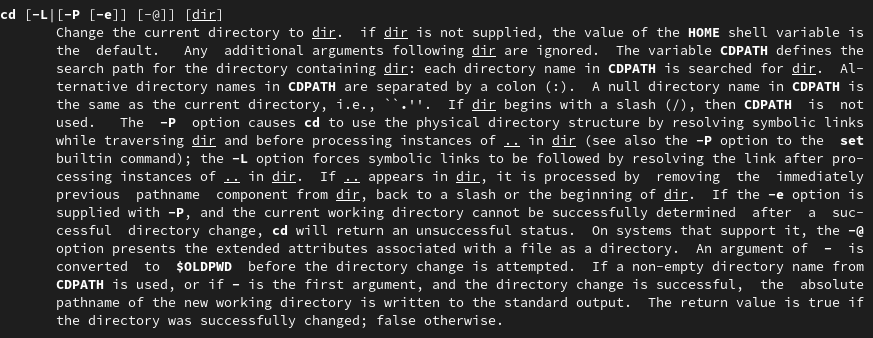 cd [-L|[-P [-e]] [-@]] [dir]
Change the current directory to dir.  if dir is not supplied, the value of the HOME shell variable is
the  default.   Any  additional arguments following dir are ignored.  The variable CDPATH defines the
search path for the directory containing dir: each directory name in CDPATH is searched for dir.  Al-
ternative directory names in CDPATH are separated by a colon (:).  A null directory name in CDPATH is
the same as the current directory, i.e., ``.''.  If dir begins with a slash (/), then CDPATH  is  not
used.   The  -P  option causes cd to use the physical directory structure by resolving symbolic links
while traversing dir and before processing instances of .. in dir (see also the -P option to the  set
builtin command); the -L option forces symbolic links to be followed by resolving the link after pro-
cessing instances of .. in dir.  If .. appears in dir, it is processed by  removing  the  immediately
previous  pathname  component from dir, back to a slash or the beginning of dir.  If the -e option is
supplied with -P, and the current working directory cannot be successfully determined  after  a  suc-
cessful  directory change, cd will return an unsuccessful status.  On systems that support it, the -@
option presents the extended attributes associated with a file as a directory.  An argument of  -  is
converted  to  $OLDPWD  before the directory change is attempted.  If a non-empty directory name from
CDPATH is used, or if - is the first argument, and the directory change is successful,  the  absolute
pathname of the new working directory is written to the standard output.  The return value is true if
the directory was successfully changed; false otherwise.